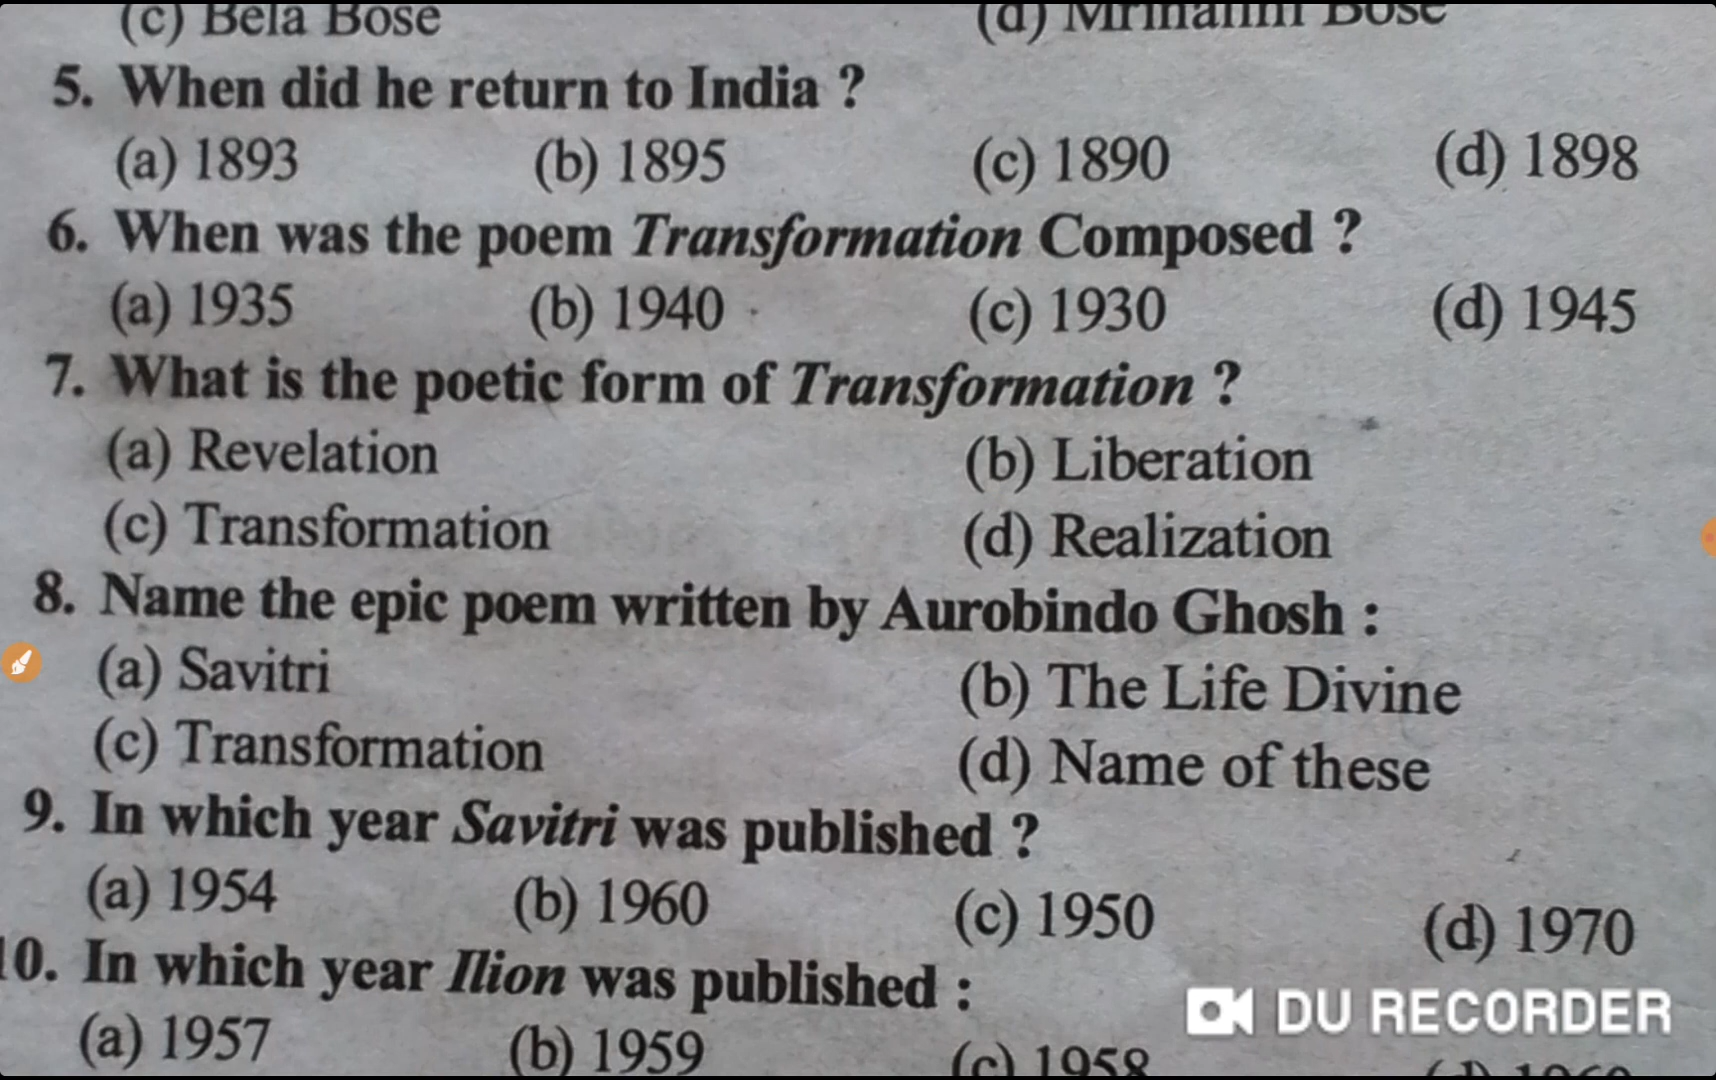 (c) Bela Bose (d) Mrinalini Bose
5. When did he return to India ?
(a) 1893 (b) 1895 (c) 1890 (d) 1898
6. When was the poem Transformation Composed ?
(a) 1935 (b) 1940 (c) 1930 (d) 1945
7. What is the poetic form of Transformation ?
(a) Revelation (b) Liberation
(c) Transformation (d) Realization
8. Name the epic poem written by Aurobindo Ghosh :
(a) Savitri (b) The Life Divine
(c) Transformation (d) Name of these
9. In which year Savitri was published ?
(a) 1954 (b) 1960 (c) 1950 (d) 1970
10. In which year Ilion was published :
(a) 1957 (b) 1959 (c) 1958
DU RECORDER